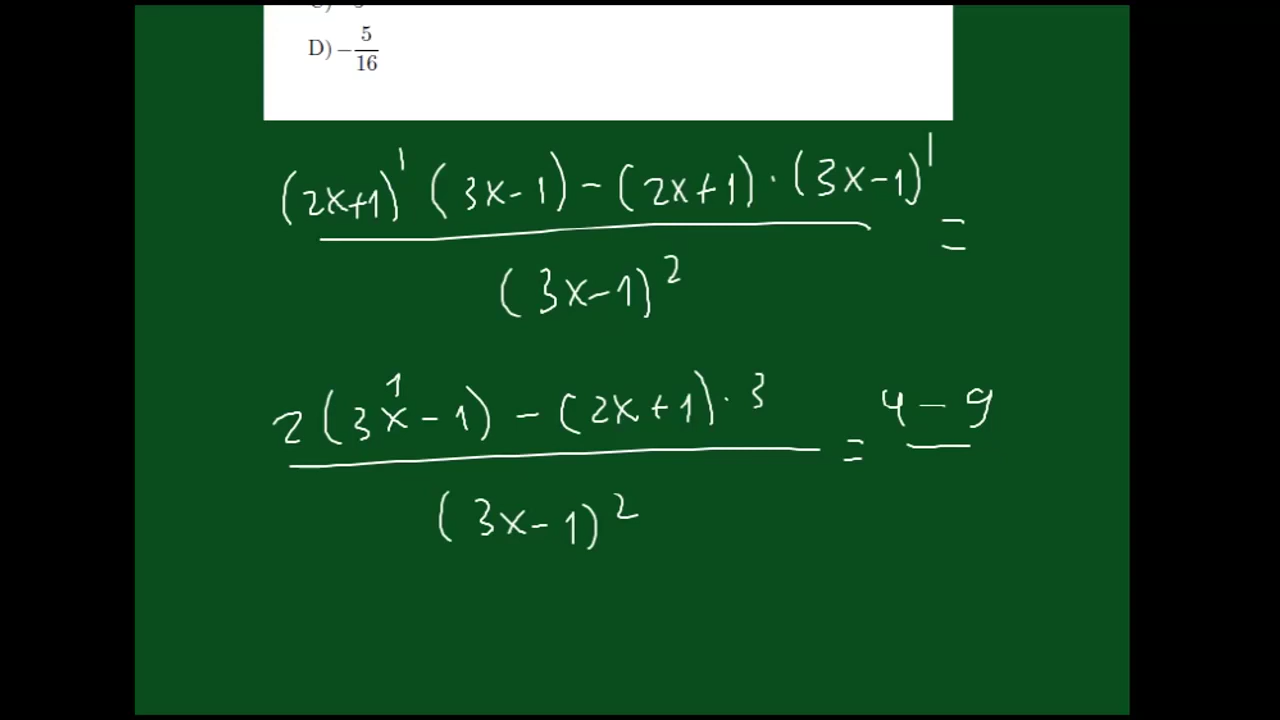 D) −5/16
(2x+1)' (3x−1) − (2x+1) · (3x−1)' =
(3x−1)²
1
2(3x−1) − (2x+1) · 3 = 4−9
(3x−1)²